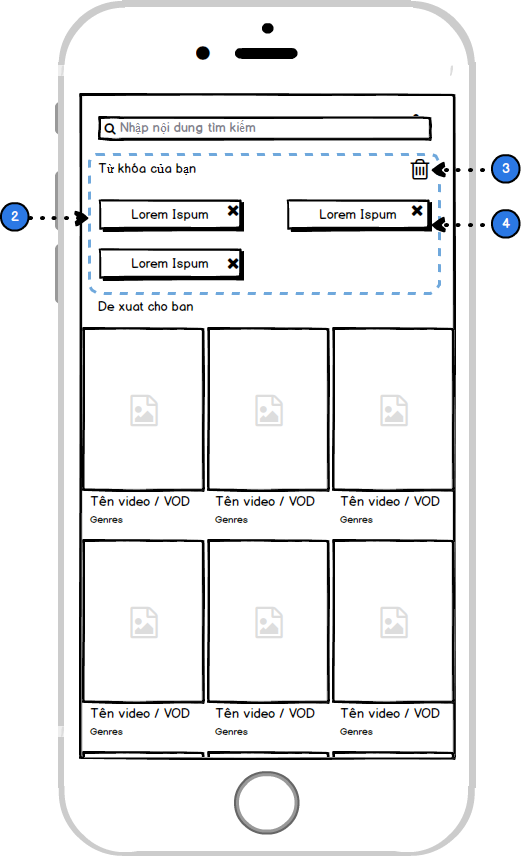 Nhập nội dung tìm kiếm
Từ khóa của bạn
3
2
Lorem Ispum
Lorem Ispum
4
Lorem Ispum
De xuat cho ban
Tên video / VOD
Tên video / VOD
Tên video / VOD
Genres
Genres
Genres
Tên video / VOD
Tên video / VOD
Tên video / VOD
Genres
Genres
Genres